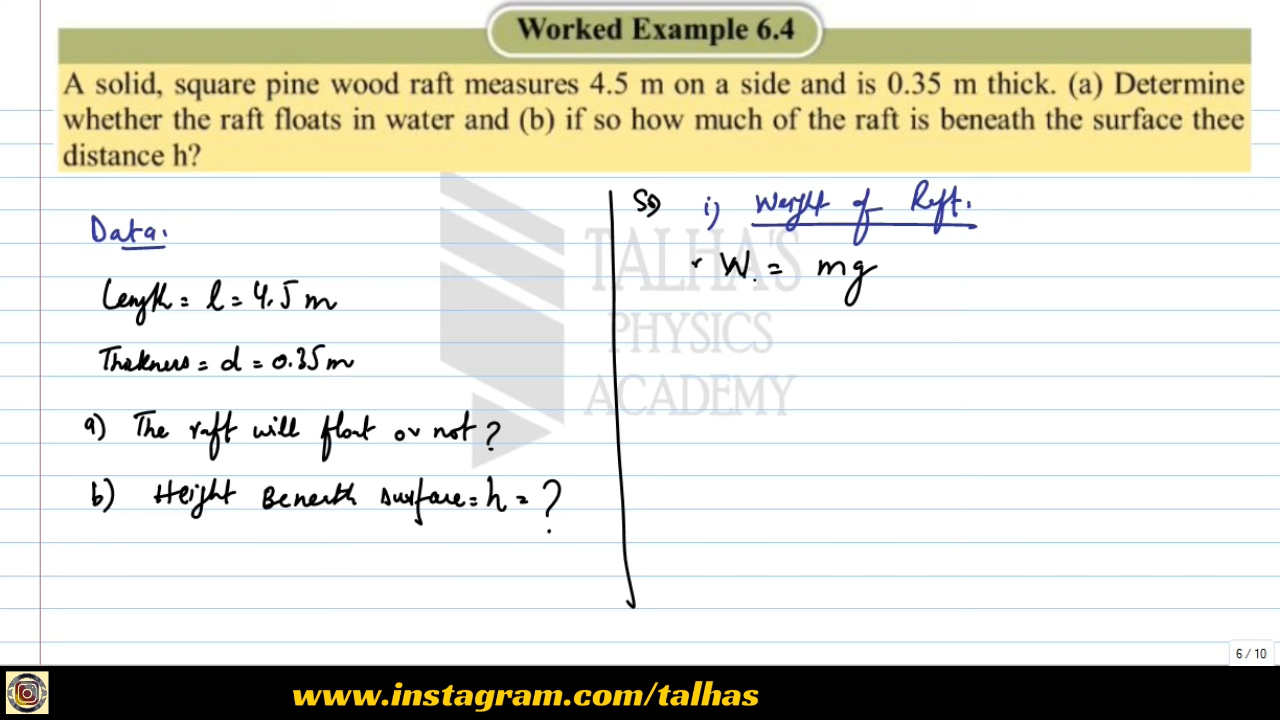 Worked Example 6.4
A solid, square pine wood raft measures 4.5 m on a side and is 0.35 m thick. (a) Determine
whether the raft floats in water and (b) if so how much of the raft is beneath the surface thee
distance h?
Data:
Length = l = 4.5 m
Thickness = d = 0.35m
a) The raft will float or not?
b) Height Beneath surface = h = ?
So i) Weight of Raft.
W. = mg
TALHA'S
PHYSICS
ACADEMY
6 / 10
www.instagram.com/talhas